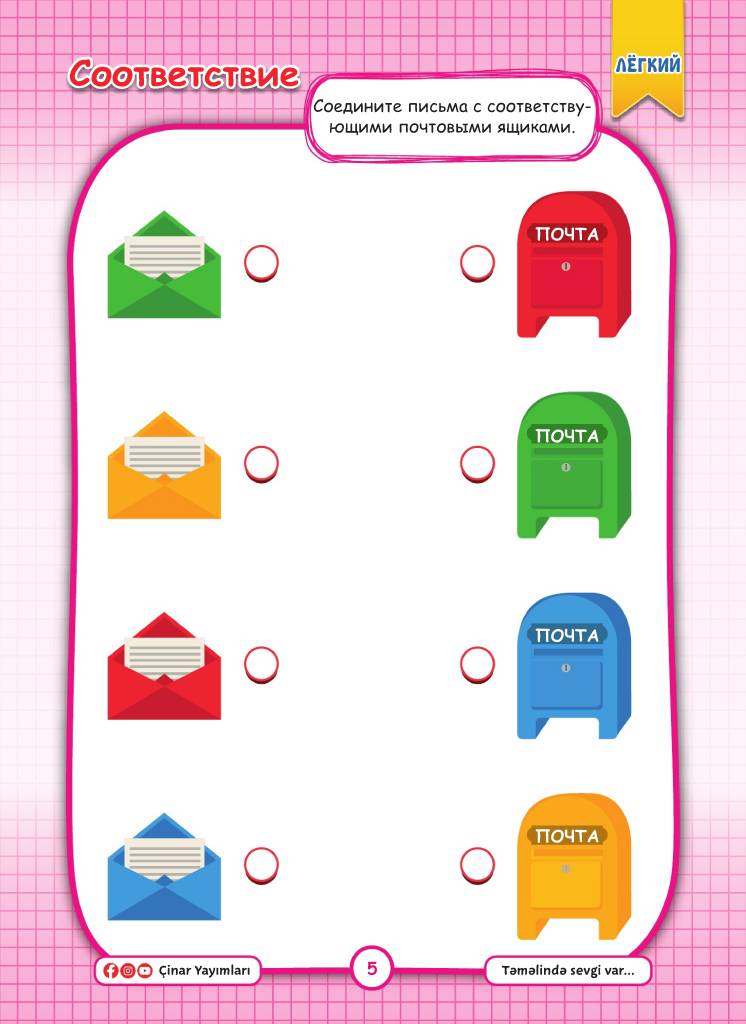 Соответствие
ЛЁГКИЙ
Соедините письма с соответству-
ющими почтовыми ящиками.
ПОЧТА
ПОЧТА
ПОЧТА
ПОЧТА
Çinar Yayımları
5
Təməlində sevgi var...